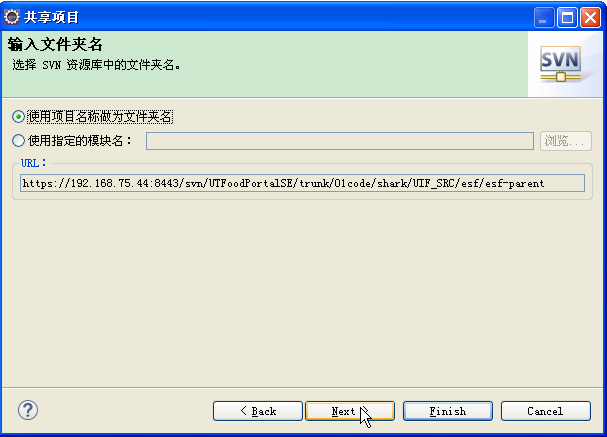 共享项目
输入文件夹名
选择 SVN 资源库中的文件夹名。
SVN
使用项目名称做为文件夹名
使用指定的模块名：
浏览...
URL：
https://192.168.75.44:8443/svn/UTFoodPortalSE/trunk/01code/shark/UIF_SRC/esf/esf-parent
?
< Back
Next >
Finish
Cancel